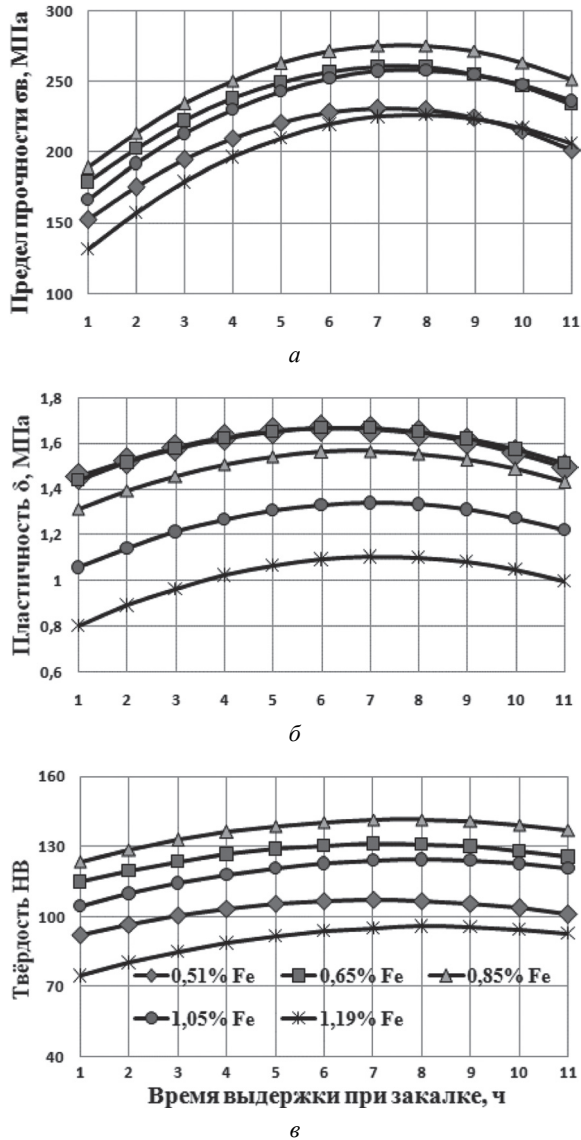 Предел прочности σв, МПа
300
250
200
150
100
1 2 3 4 5 6 7 8 9 10 11
а
Пластичность δ, МПа
1,8
1,6
1,4
1,2
1
0,8
0,6
1 2 3 4 5 6 7 8 9 10 11
б
Твёрдость НВ
160
130
100
70
40
0,51% Fe 0,65% Fe 0,85% Fe
1,05% Fe 1,19% Fe
1 2 3 4 5 6 7 8 9 10 11
Время выдержки при закалке, ч
в